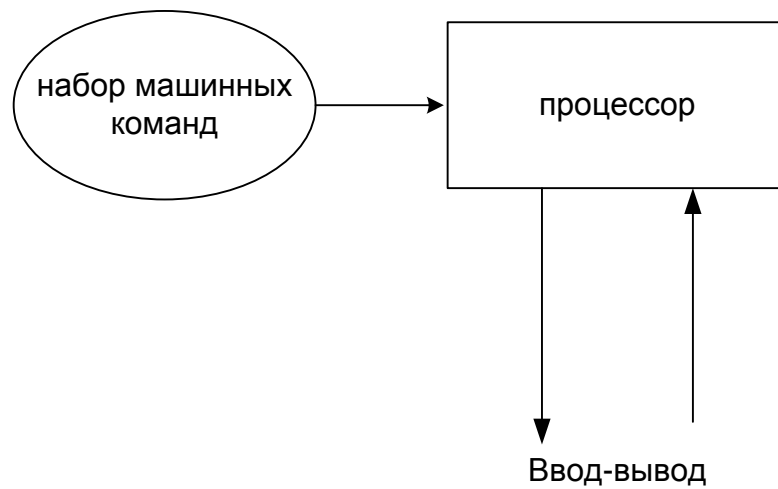 набор машинных
команд
процессор
Ввод-вывод